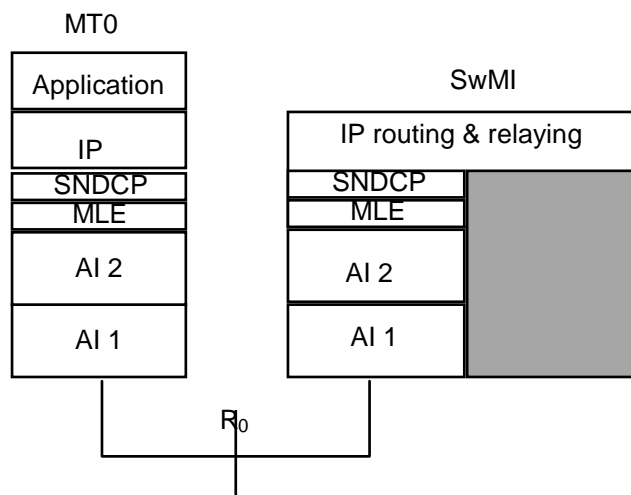 MT0
Application
IP
SNDCP
MLE
AI 2
AI 1
SwMI
IP routing & relaying
SNDCP
MLE
AI 2
AI 1
R₀